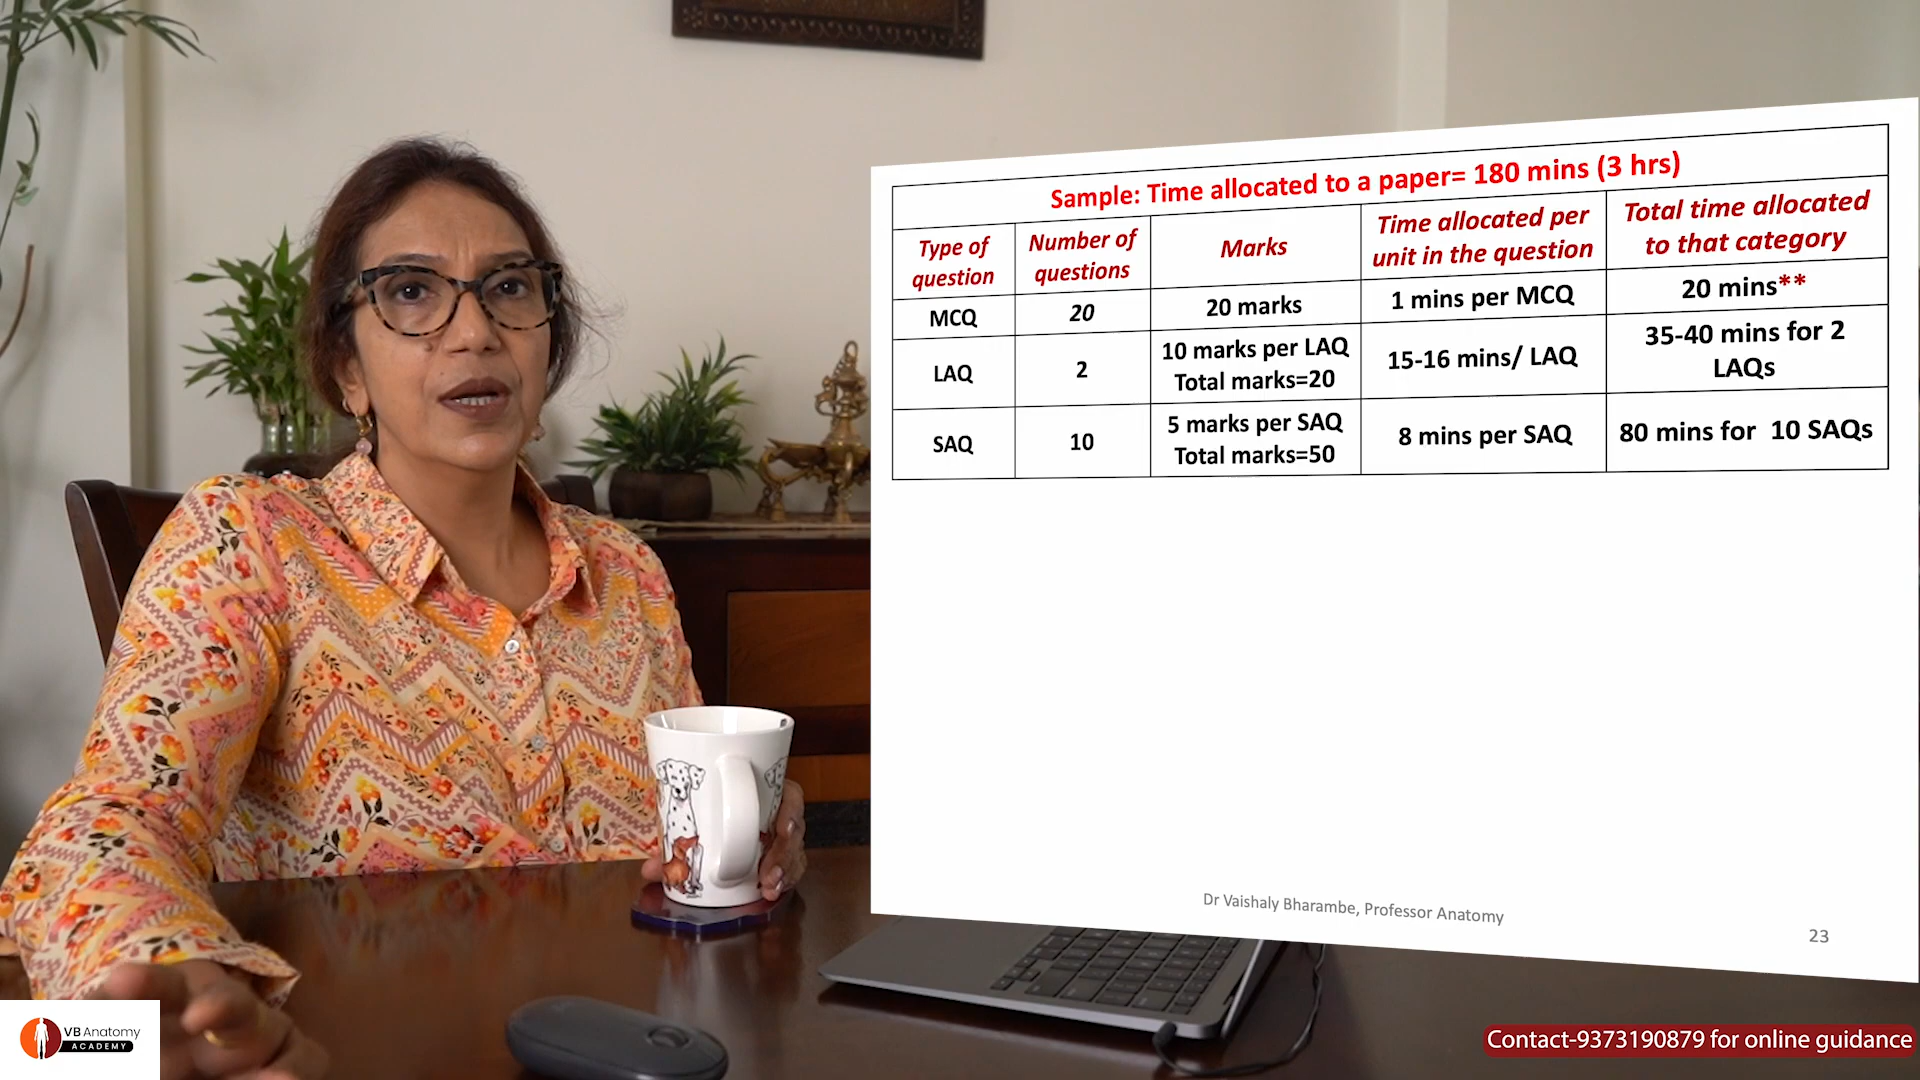 Sample: Time allocated to a paper= 180 mins (3 hrs)
Type of question
Number of questions
Marks
Time allocated per unit in the question
Total time allocated to that category
MCQ
20
20 marks
1 mins per MCQ
20 mins**
LAQ
2
10 marks per LAQ
Total marks=20
15-16 mins/ LAQ
35-40 mins for 2 LAQs
SAQ
10
5 marks per SAQ
Total marks=50
8 mins per SAQ
80 mins for 10 SAQs
Dr Vaishaly Bharambe, Professor Anatomy
23
VB Anatomy
ACADEMY
Contact-9373190879 for online guidance